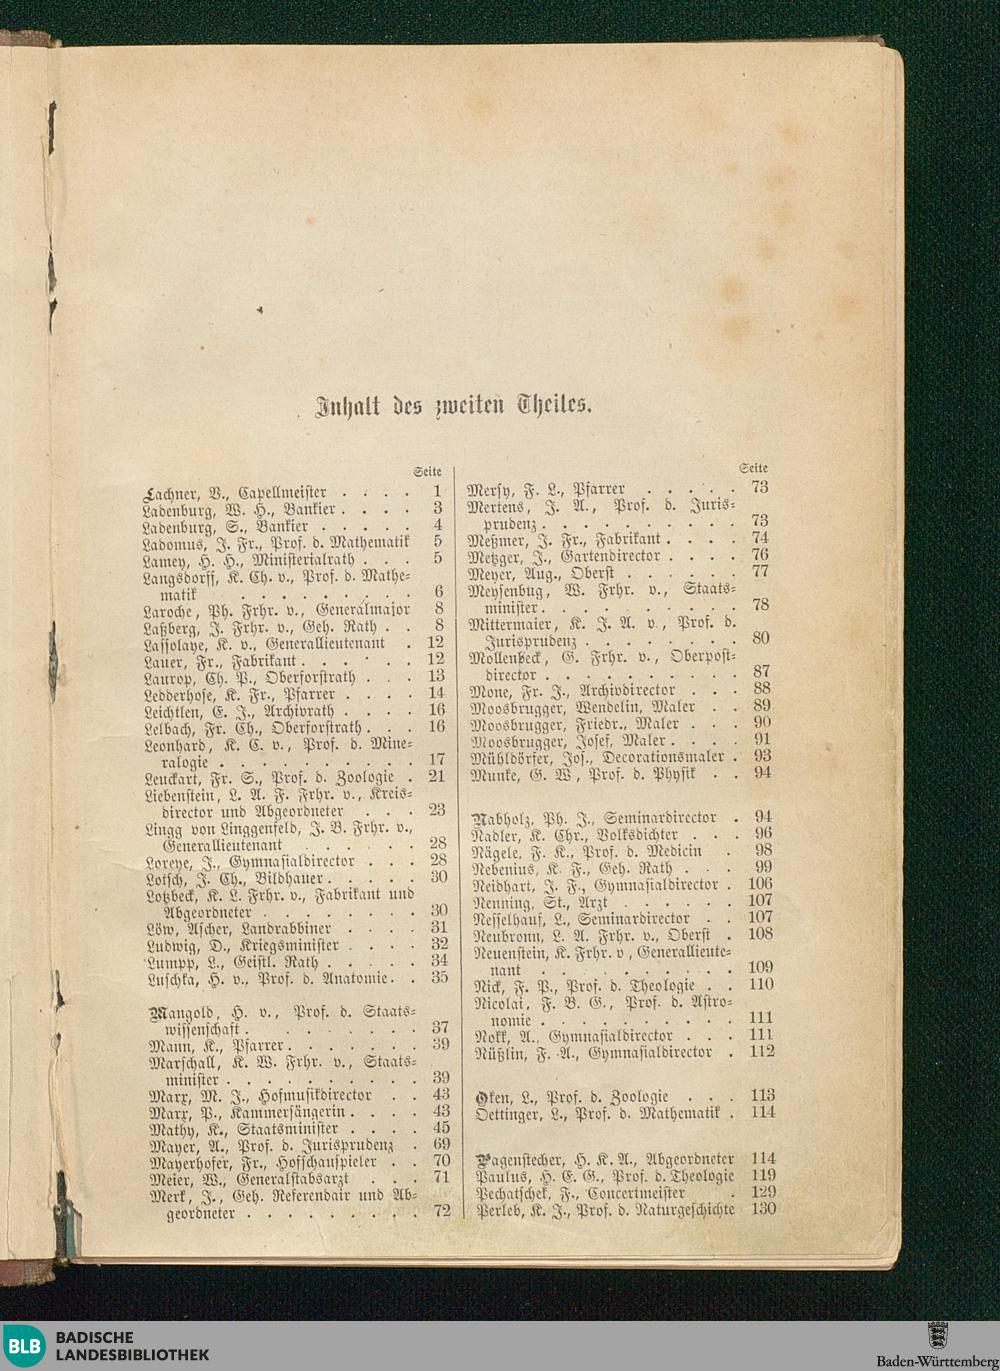 Inhalt des zweiten Theiles.
Seite
Lachner, V., Capellmeister . . . . 1
Ladenburg, W. H., Bankier . . . . 3
Ladenburg, S., Bankier . . . . . 4
Ladomus, J. Fr., Prof. d. Mathematik 5
Lamey, H. H., Ministerialrath . . . 5
Langsdorff, K. Ch. v., Prof. d. Mathe-
matik . . . . . . . . . 6
Laroche, Ph. Frhr. v., Generalmajor 8
Laßberg, J. Frhr. v., Geh. Rath . . 8
Lassolaye, K. v., Generallieutenant . 12
Lauer, Fr., Fabrikant . . . . . . 12
Laurop, Ch. P., Oberforstrath . . . 13
Ledderhose, K. Fr., Pfarrer . . . . 14
Leichtlen, E. J., Archivrath . . . . 16
Lelbach, Fr. Ch., Oberforstrath . . . 16
Leonhard, K. C. v., Prof. d. Mine-
ralogie . . . . . . . . . . 17
Leuckart, Fr. S., Prof. d. Zoologie . 21
Liebenstein, L. A. F. Frhr. v., Kreis-
director und Abgeordneter . . . 23
Lingg von Linggenfeld, J. B. Frhr. v.,
Generallieutenant . . . . . . 28
Loreye, J., Gymnasialdirector . . . 28
Lotsch, J. Ch., Bildhauer . . . . . 30
Lotzbeck, K. L. Frhr. v., Fabrikant und
Abgeordneter . . . . . . . . 30
Löw, Ascher, Landrabbiner . . . . 31
Ludwig, D., Kriegsminister . . . . 32
Lumpp, L., Geistl. Rath . . . . . 34
Luschka, H. v., Prof. d. Anatomie . . 35
Mangold, H. v., Prof. d. Staats-
wissenschaft . . . . . . . . 37
Mann, K., Pfarrer . . . . . . . 39
Marschall, K. W. Frhr. v., Staats-
minister . . . . . . . . . . 39
Marx, M. J., Hofmusikdirector . . 43
Marx, P., Kammersängerin . . . . 43
Mathy, K., Staatsminister . . . . 45
Mayer, A., Prof. d. Jurisprudenz . 69
Mayerhofer, Fr., Hofschauspieler . . 70
Meier, W., Generalstabsarzt . . . 71
Merk, J., Geh. Referendair und Ab-
geordneter . . . . . . . . . 72
Seite
Mersy, F. L., Pfarrer . . . . . 73
Mertens, J. A., Prof. d. Juris-
prudenz . . . . . . . . . . 73
Meßmer, J. Fr., Fabrikant . . . . 74
Metzger, J., Gartendirector . . . . 76
Meyer, Aug., Oberst . . . . . . 77
Meysenbug, W. Frhr. v., Staats-
minister . . . . . . . . . . 78
Mittermaier, K. J. A. v., Prof. d.
Jurisprudenz . . . . . . . . 80
Mollenbeck, G. Frhr. v., Oberpost-
director . . . . . . . . . . 87
Mone, Fr. J., Archivdirector . . . 88
Moosbrugger, Wendelin, Maler . . 89
Moosbrugger, Friedr., Maler . . . 90
Moosbrugger, Josef, Maler . . . . 91
Mühldörfer, Jos., Decorationsmaler . 93
Munke, G. W., Prof. d. Physik . . 94
Nabholz, Ph. J., Seminardirector . 94
Nadler, K. Chr., Volksdichter . . . 96
Nägele, F. K., Prof. d. Medicin . 98
Nebenius, K. F., Geh. Rath . . . 99
Neidhart, J. F., Gymnasialdirector . 106
Nenning, St., Arzt . . . . . . 107
Nesselhauf, L., Seminardirector . . 107
Neubronn, L. A. Frhr. v., Oberst . 108
Neuenstein, K. Frhr. v , Generallieute-
nant . . . . . . . . . . 109
Nick, F. P., Prof. d. Theologie . . 110
Nicolai, F. B. G., Prof. d. Astro-
nomie . . . . . . . . . . 111
Nokk, A., Gymnasialdirector . . . 111
Nüßlin, F. A., Gymnasialdirector . 112
Oken, L., Prof. d. Zoologie . . . 113
Oettinger, L., Prof. d. Mathematik . 114
Pagenstecher, H. K. A., Abgeordneter 114
Paulus, H. E. G., Prof. d. Theologie 119
Pechatschek, F., Concertmeister . 129
Perleb, K. J., Prof. d. Naturgeschichte 130
BLB BADISCHE
LANDESBIBLIOTHEK
Baden-Württemberg